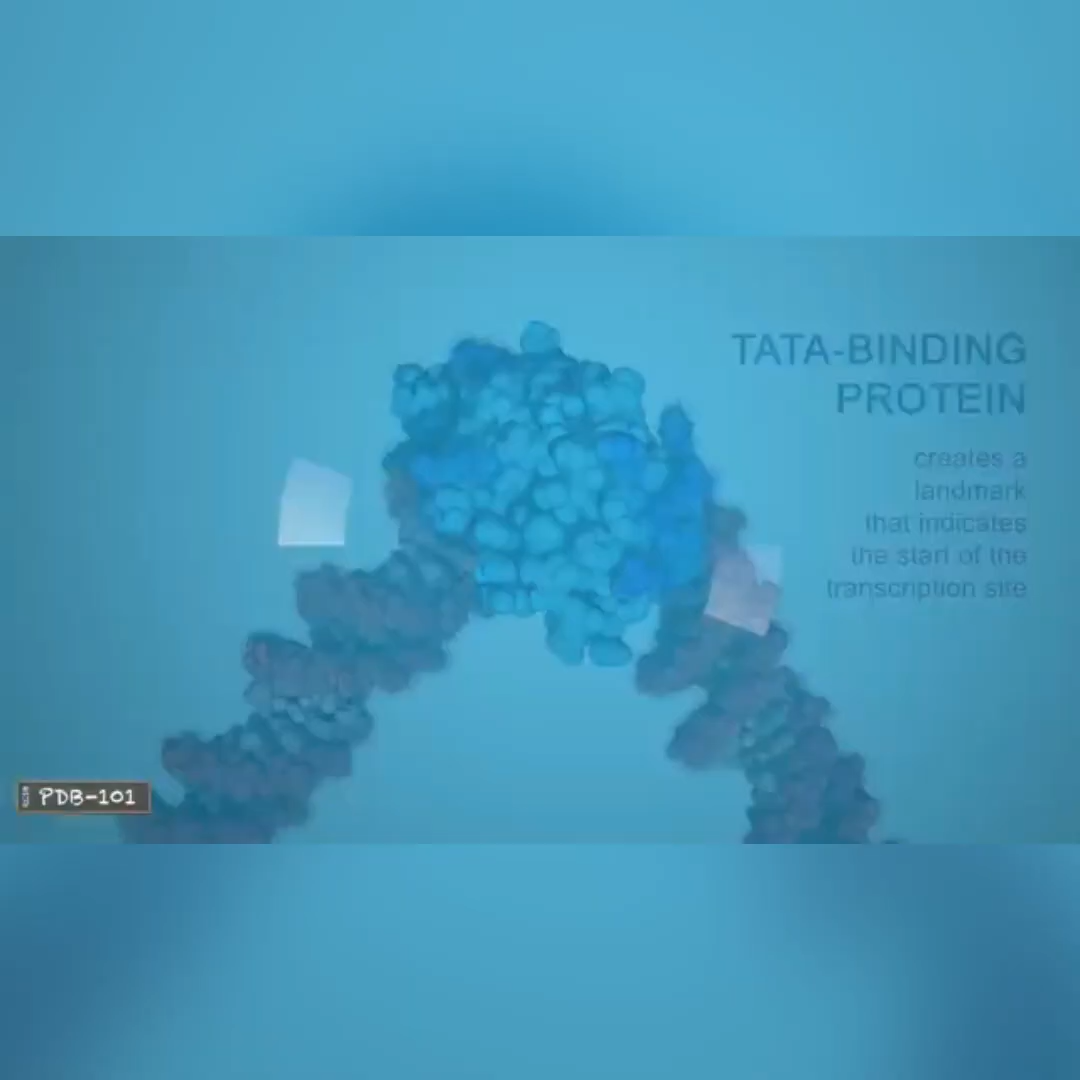 TATA-BINDING
PROTEIN
creates a
landmark
that indicates
the start of the
transcription site
PDB-101